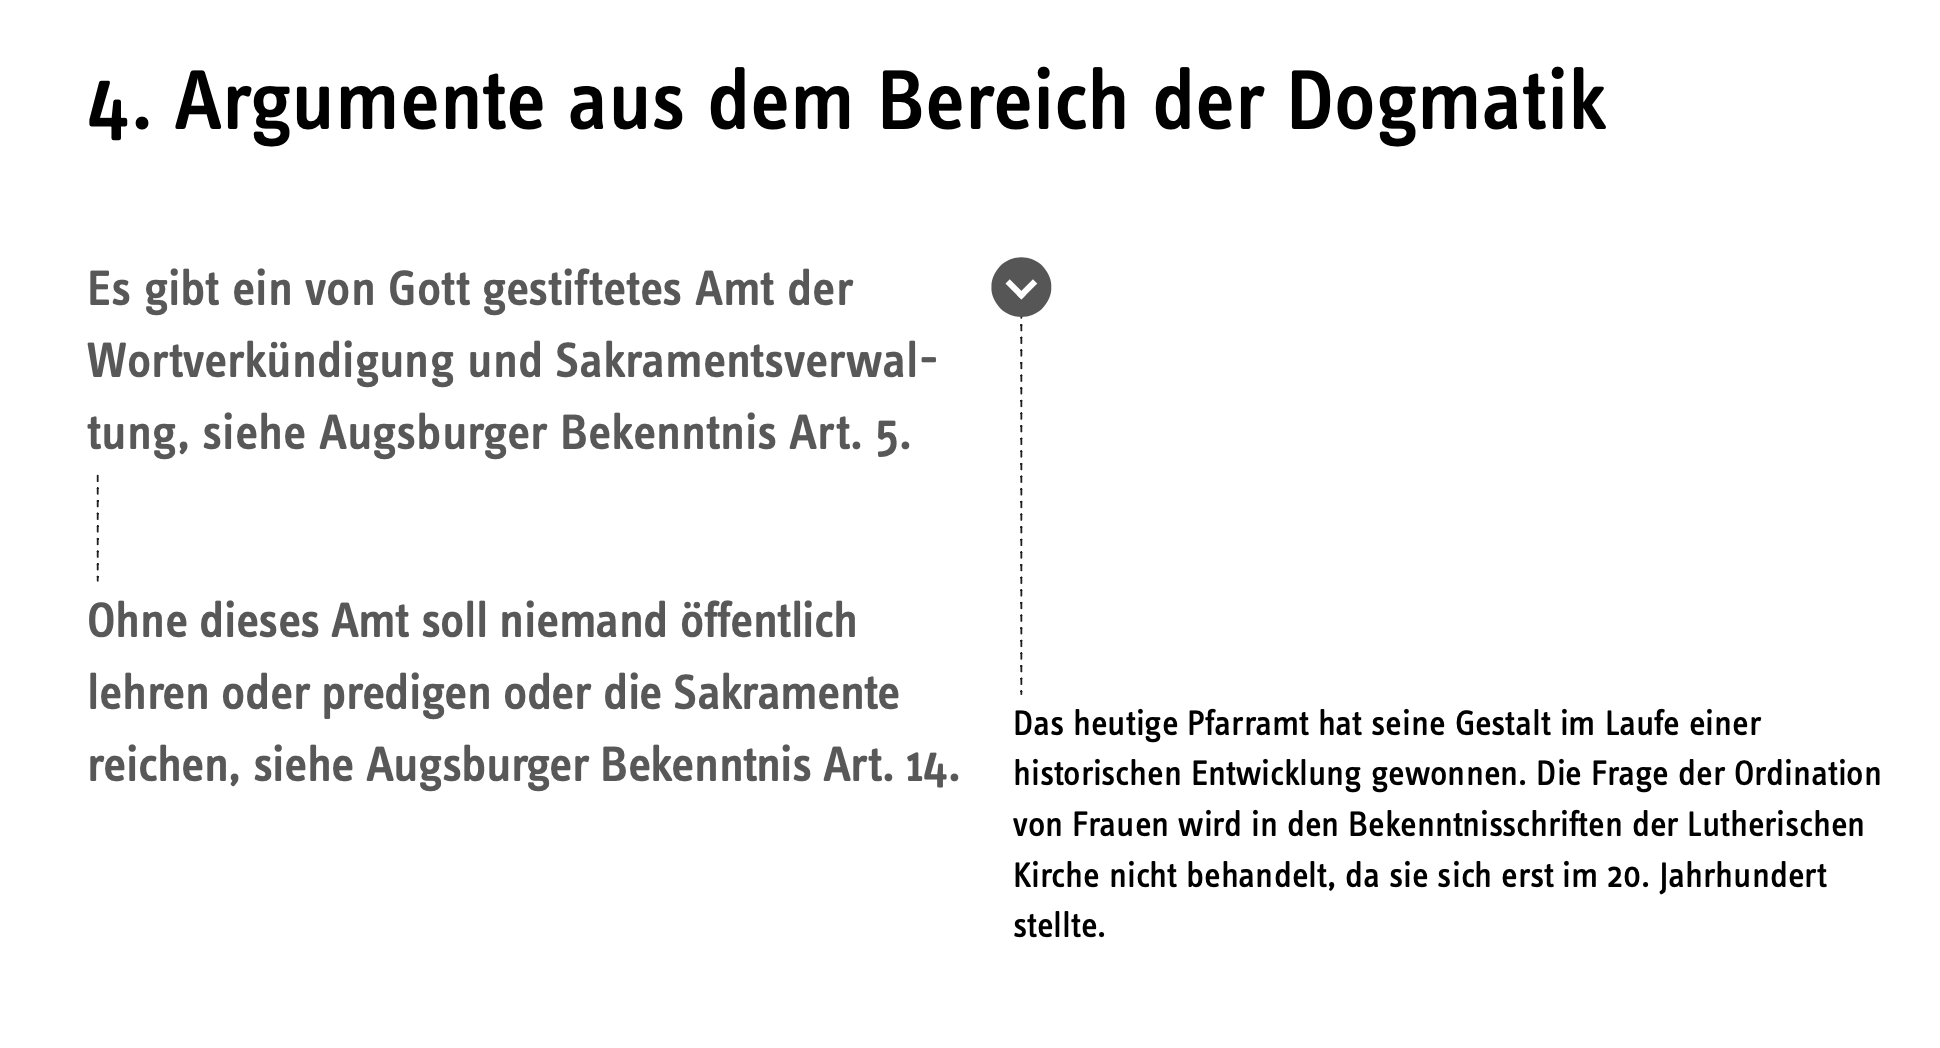 4. Argumente aus dem Bereich der Dogmatik
Es gibt ein von Gott gestiftetes Amt der
Wortverkündigung und Sakramentsverwal-
tung, siehe Augsburger Bekenntnis Art. 5.
Ohne dieses Amt soll niemand öffentlich
lehren oder predigen oder die Sakramente
reichen, siehe Augsburger Bekenntnis Art. 14.
Das heutige Pfarramt hat seine Gestalt im Laufe einer
historischen Entwicklung gewonnen. Die Frage der Ordination
von Frauen wird in den Bekenntnisschriften der Lutherischen
Kirche nicht behandelt, da sie sich erst im 20. Jahrhundert
stellte.